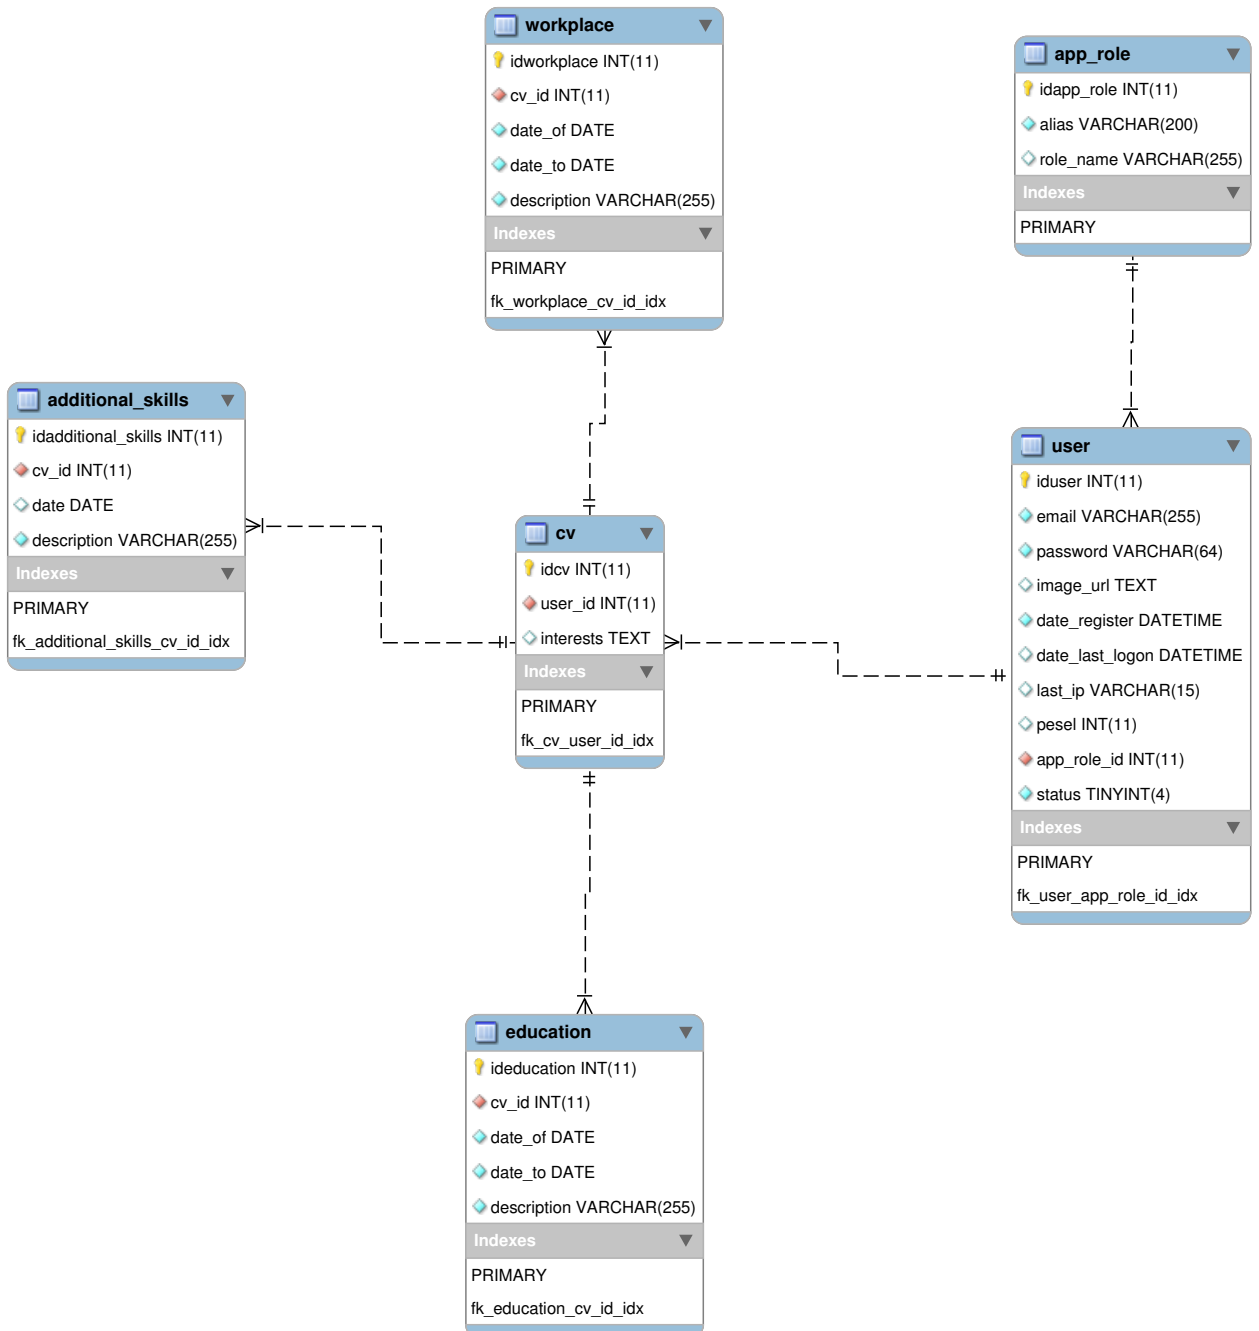 workplace
idworkplace INT(11)
cv_id INT(11)
date_of DATE
date_to DATE
description VARCHAR(255)
Indexes
PRIMARY
fk_workplace_cv_id_idx
app_role
idapp_role INT(11)
alias VARCHAR(200)
role_name VARCHAR(255)
Indexes
PRIMARY
additional_skills
idadditional_skills INT(11)
cv_id INT(11)
date DATE
description VARCHAR(255)
Indexes
PRIMARY
fk_additional_skills_cv_id_idx
cv
idcv INT(11)
user_id INT(11)
interests TEXT
Indexes
PRIMARY
fk_cv_user_id_idx
user
iduser INT(11)
email VARCHAR(255)
password VARCHAR(64)
image_url TEXT
date_register DATETIME
date_last_logon DATETIME
last_ip VARCHAR(15)
pesel INT(11)
app_role_id INT(11)
status TINYINT(4)
Indexes
PRIMARY
fk_user_app_role_id_idx
education
ideducation INT(11)
cv_id INT(11)
date_of DATE
date_to DATE
description VARCHAR(255)
Indexes
PRIMARY
fk_education_cv_id_idx